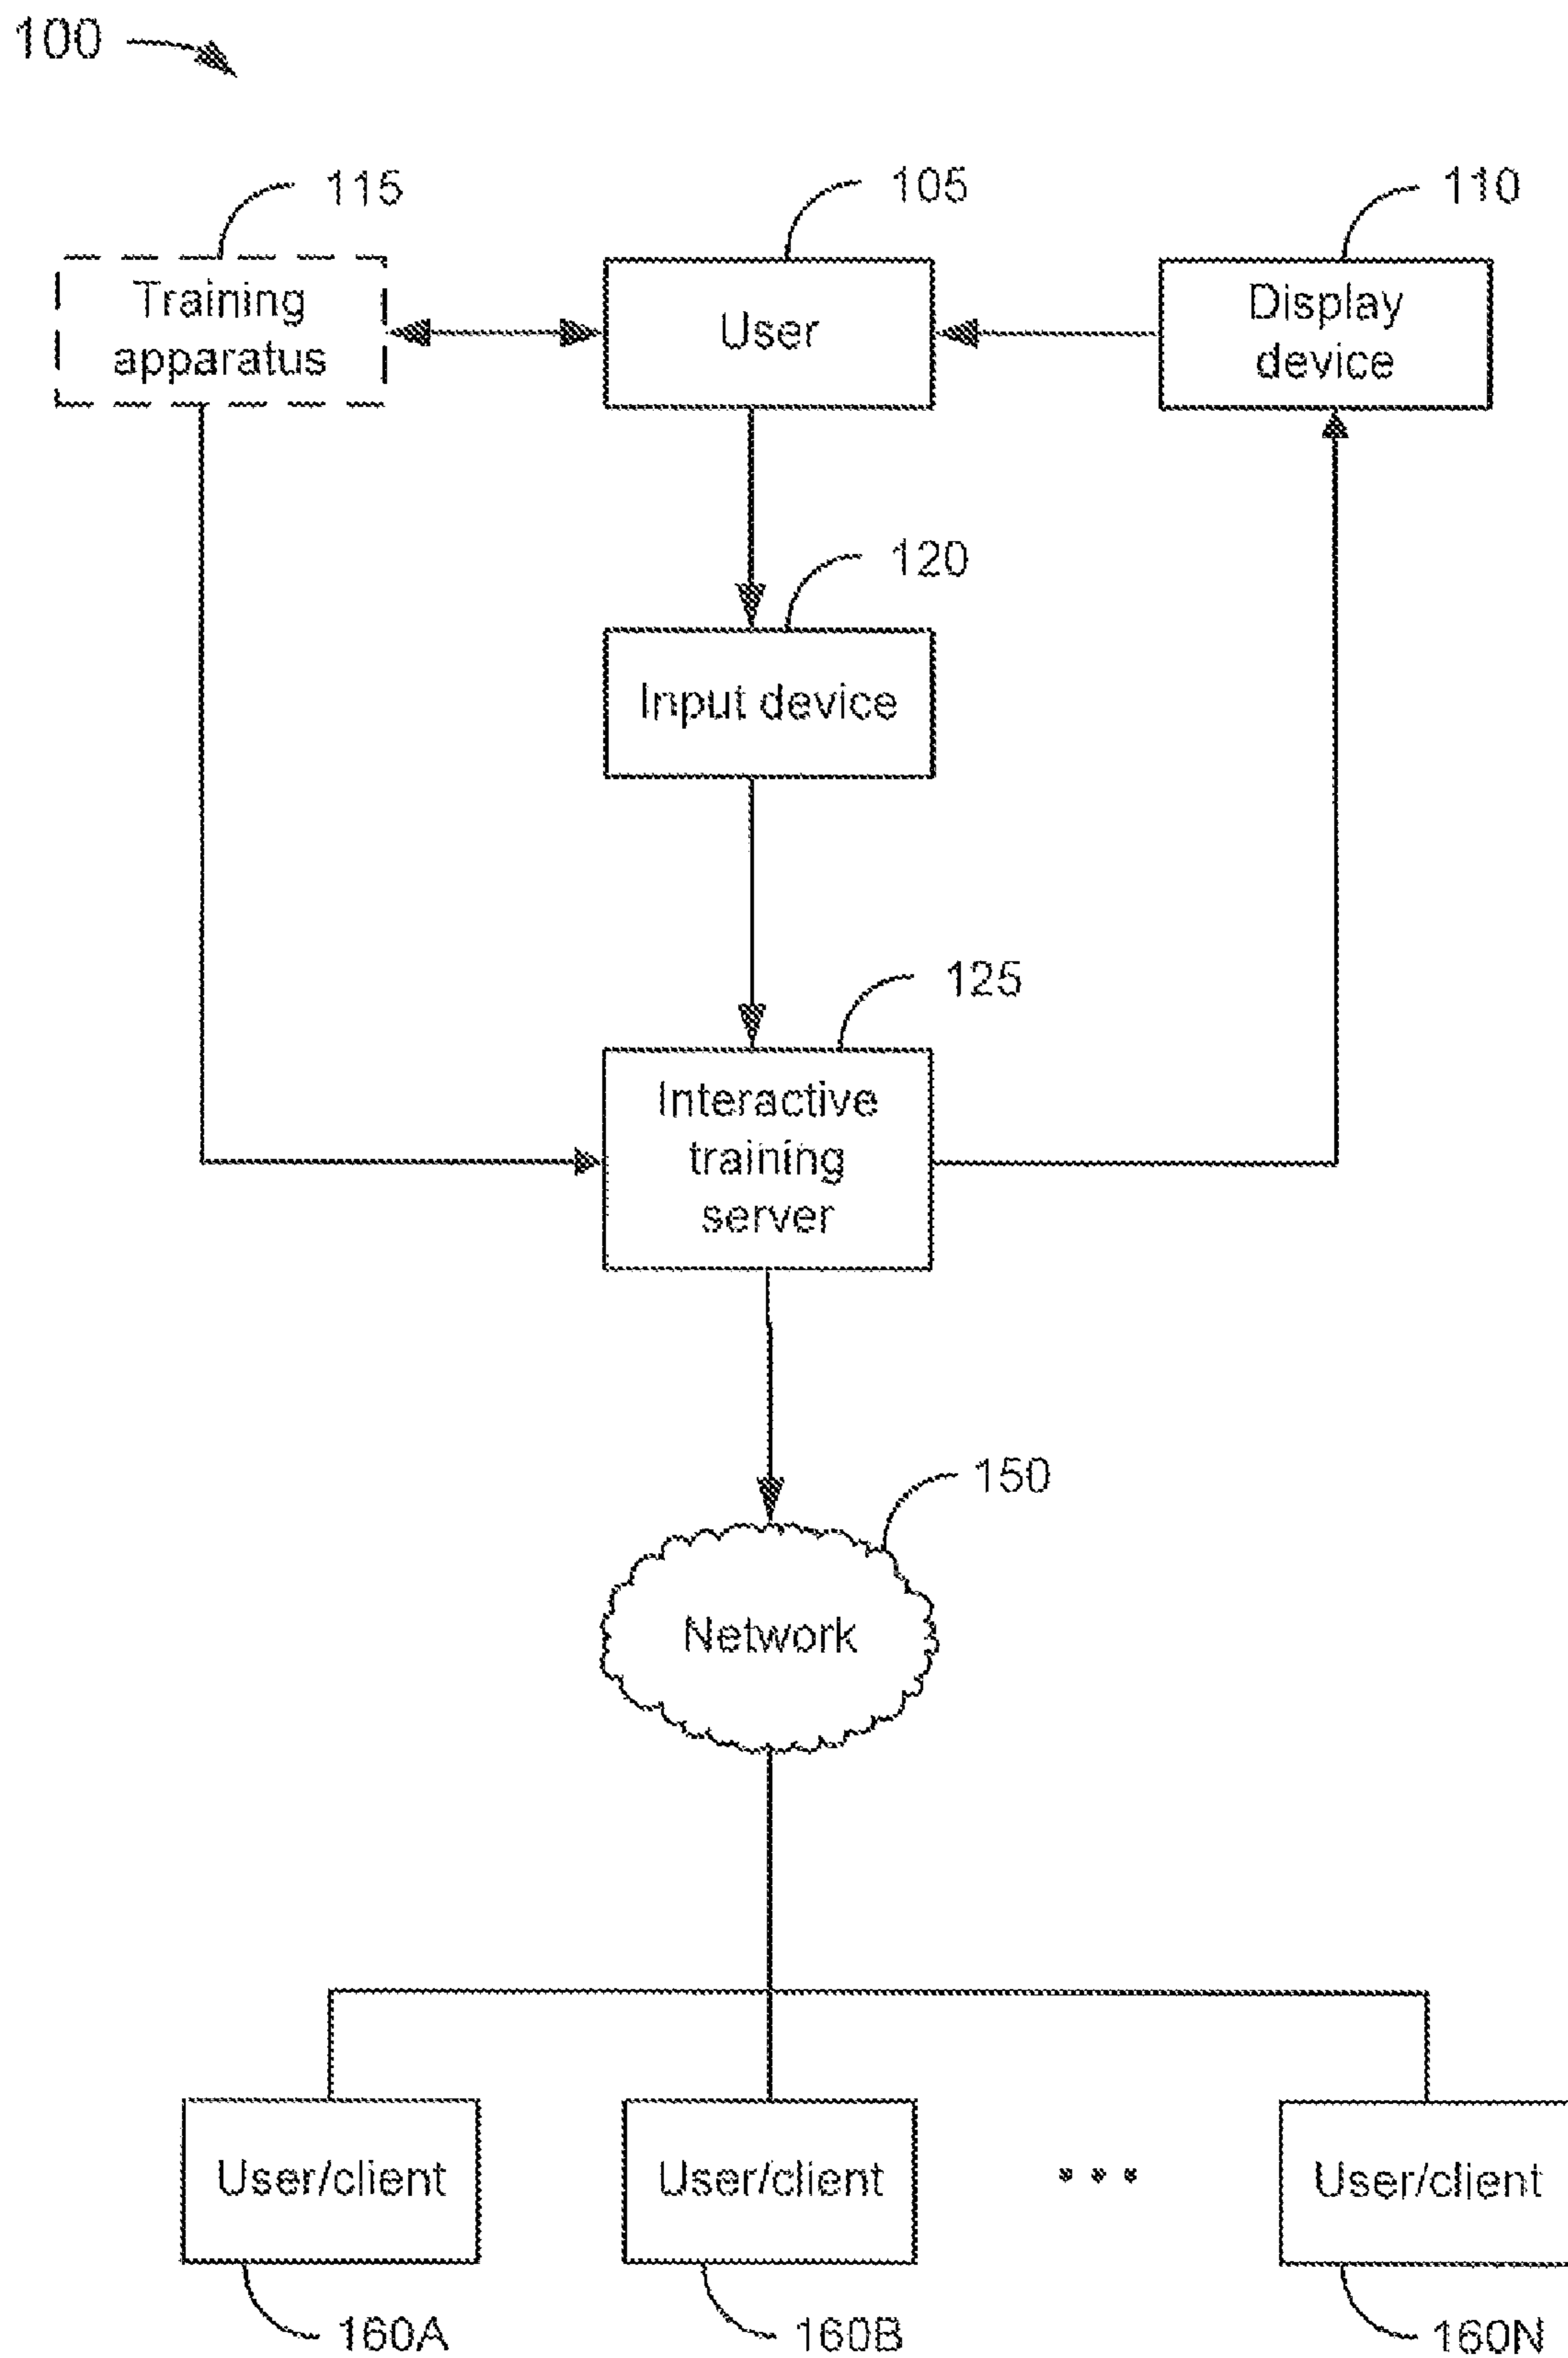 100
115
105
110
Training
apparatus
User
Display
device
120
Input device
125
Interactive
training
server
150
Network
User/client
User/client
• • •
User/client
160A
160B
160N